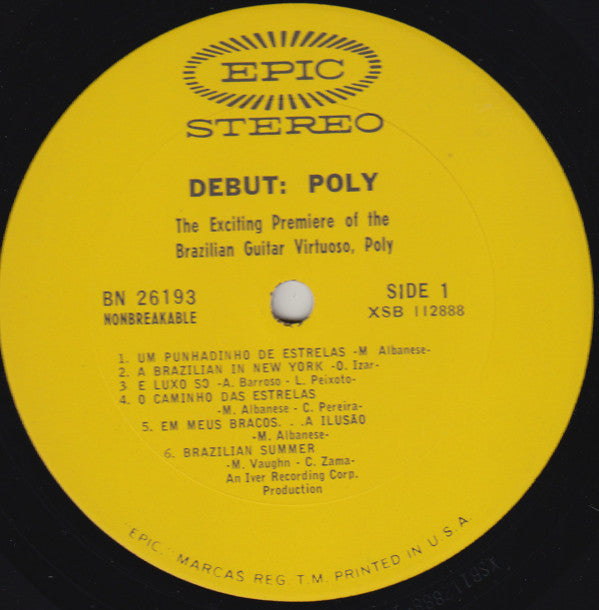 EPIC
STEREO
DEBUT: POLY
The Exciting Premiere of the
Brazilian Guitar Virtuoso, Poly
BN 26193
NONBREAKABLE
SIDE 1
XSB 112888
1. UM PUNHADINHO DE ESTRELAS -M Albanese-
2. A BRAZILIAN IN NEW YORK -O. Izar-
3. E LUXO SO -A. Barroso - L. Peixoto-
4. O CAMINHO DAS ESTRELAS
-M. Albanese - C. Pereira-
5. EM MEUS BRACOS. . .A ILUSÃO
-M. Albanese-
6. BRAZILIAN SUMMER
-M. Vaughn - C. Zama-
An Iver Recording Corp.
Production
"EPIC," MARCAS REG. T.M. PRINTED IN U.S.A.